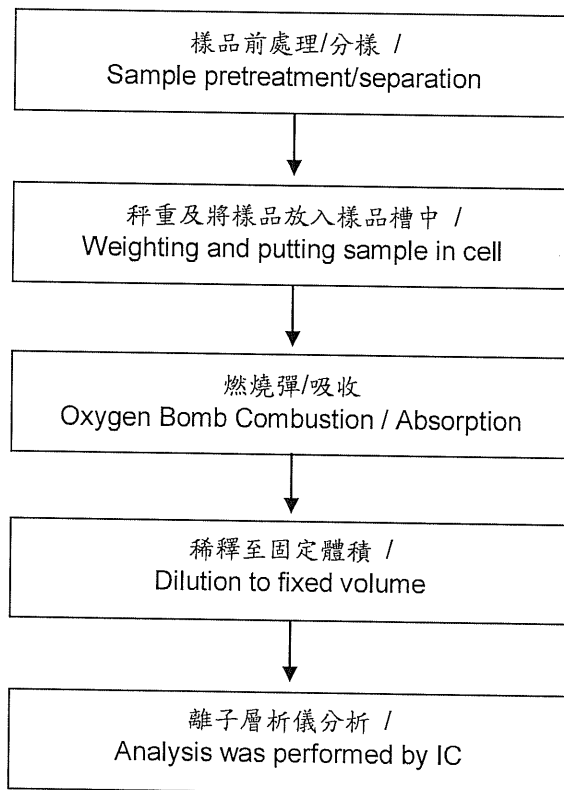 樣品前處理/分樣 /
Sample pretreatment/separation
秤重及將樣品放入樣品槽中 /
Weighting and putting sample in cell
燃燒彈/吸收
Oxygen Bomb Combustion / Absorption
稀釋至固定體積 /
Dilution to fixed volume
離子層析儀分析 /
Analysis was performed by IC